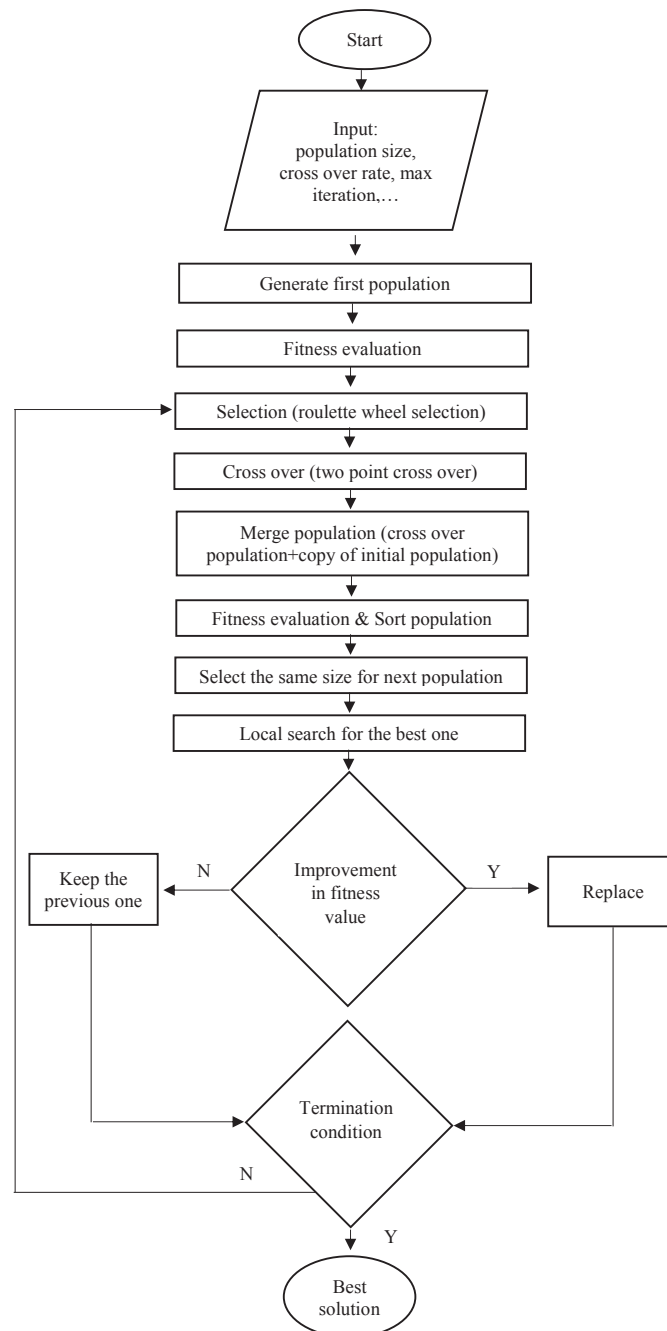 Start
Input:
population size,
cross over rate, max
iteration,…
Generate first population
Fitness evaluation
Selection (roulette wheel selection)
Cross over (two point cross over)
Merge population (cross over
population+copy of initial population)
Fitness evaluation & Sort population
Select the same size for next population
Local search for the best one
Keep the
previous one
N
Improvement
in fitness
value
Y
Replace
Termination
condition
N
Y
Best
solution